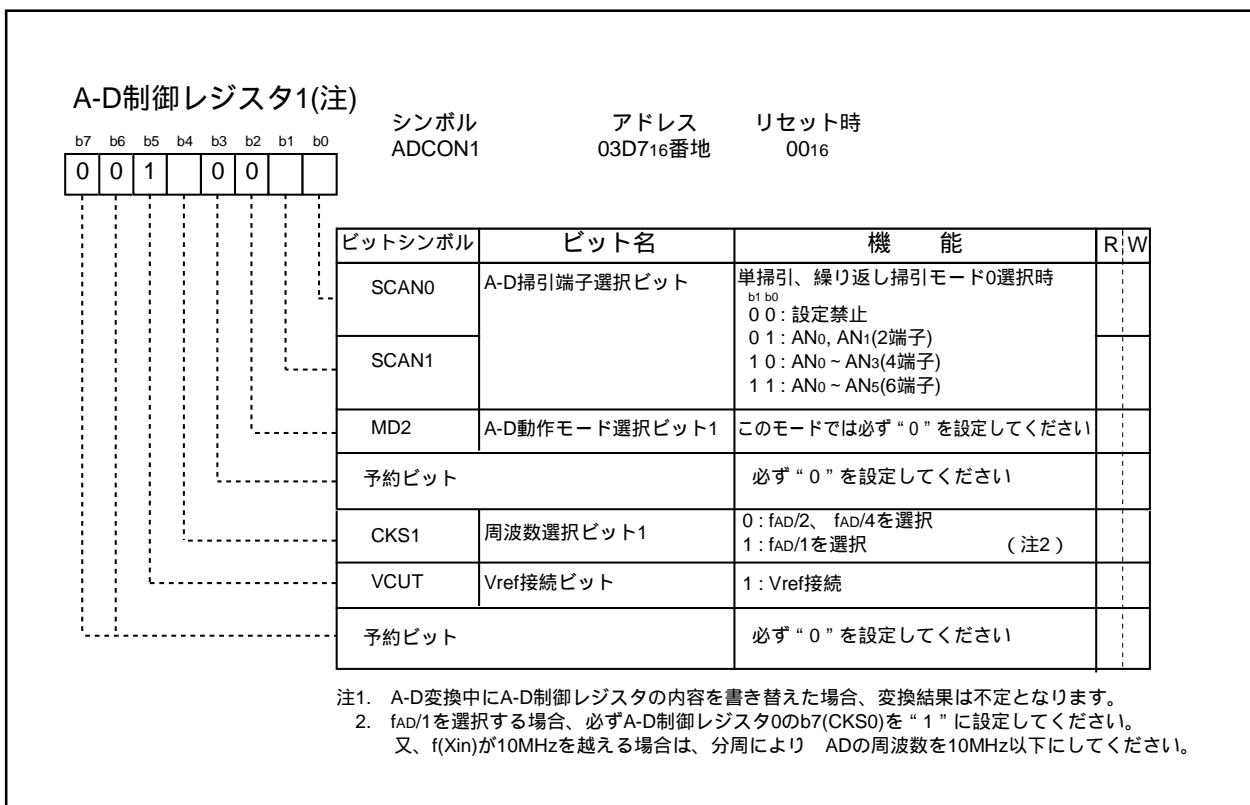 A-D制御レジスタ1(注)
シンボル アドレス リセット時
ADCON1 03D716番地 0016
b7 b6 b5 b4 b3 b2 b1 b0
0 0 1 0 0
ビットシンボル ビット名 機 能 R W
SCAN0 A-D掃引端子選択ビット 単掃引、繰り返し掃引モード0選択時
b1 b0
0 0 : 設定禁止
0 1 : AN0, AN1(2端子)
SCAN1 1 0 : AN0 ~ AN3(4端子)
1 1 : AN0 ~ AN5(6端子)
MD2 A-D動作モード選択ビット1 このモードでは必ず“0”を設定してください
予約ビット 必ず“0”を設定してください
CKS1 周波数選択ビット1 0 : fAD/2、 fAD/4を選択
1 : fAD/1を選択 (注2)
VCUT Vref接続ビット 1 : Vref接続
予約ビット 必ず“0”を設定してください
注1. A-D変換中にA-D制御レジスタの内容を書き替えた場合、変換結果は不定となります。
2. fAD/1を選択する場合、必ずA-D制御レジスタ0のb7(CKS0)を“1”に設定してください。
又、f(Xin)が10MHzを越える場合は、分周により ADの周波数を10MHz以下にしてください。